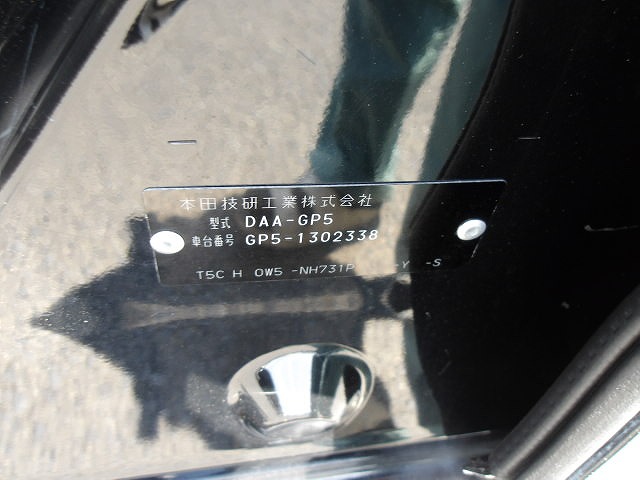 本田技研工業株式会社
型式 DAA-GP5
車台番号 GP5-1302338
T5C H 0W5 -NH731P -Y -S